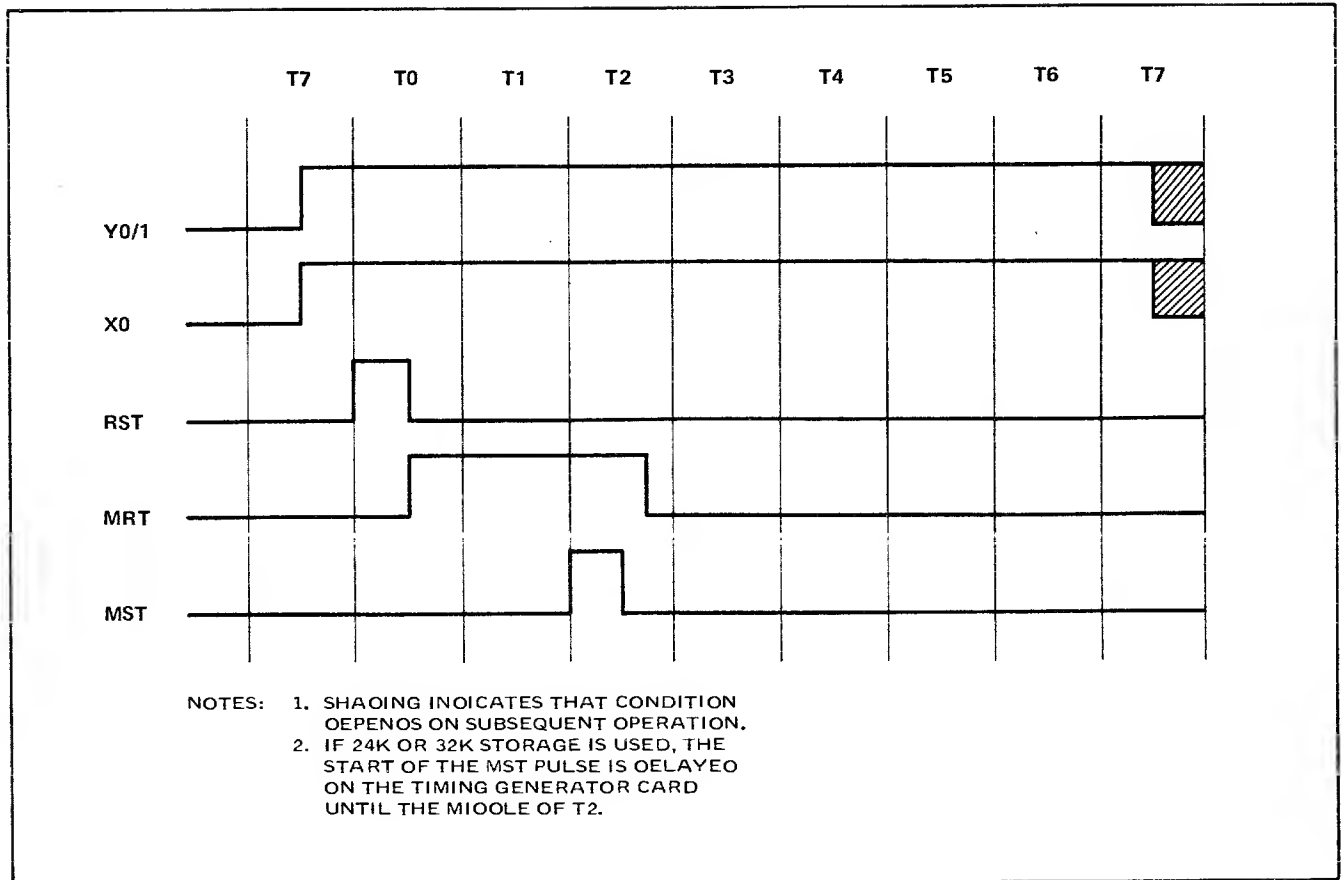 T7 T0 T1 T2 T3 T4 T5 T6 T7
Y0/1
X0
RST
MRT
MST
NOTES: 1. SHAOING INOICATES THAT CONDITION
OEPENOS ON SUBSEQUENT OPERATION.
2. IF 24K OR 32K STORAGE IS USED, THE
START OF THE MST PULSE IS OELAYEO
ON THE TIMING GENERATOR CARD
UNTIL THE MIOOLE OF T2.